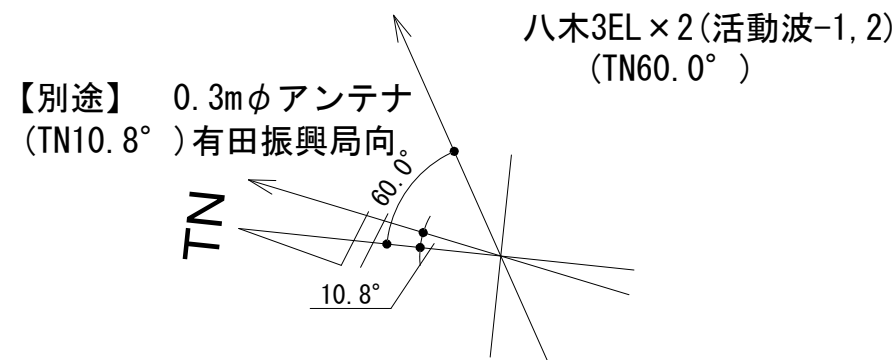 八木3EL×2(活動波-1,2)
(TN60.0°)
【別途】 0.3mφアンテナ
(TN10.8°)有田振興局向。
60.0°
TN
10.8°